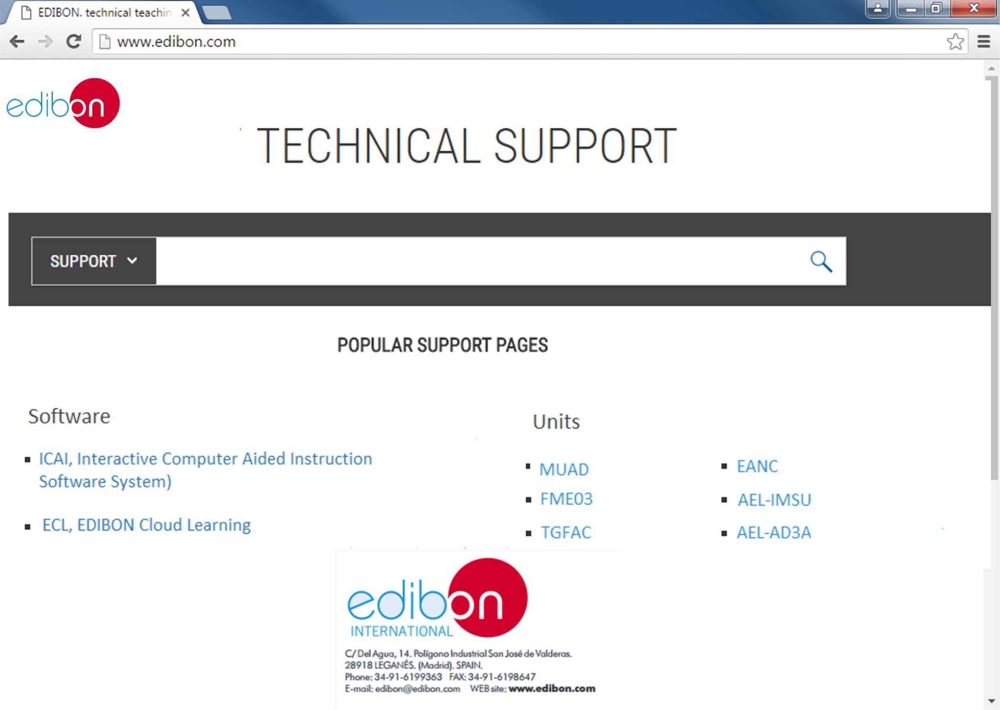 EDIBON. technical teachin
www.edibon.com
edibon
TECHNICAL SUPPORT
SUPPORT
POPULAR SUPPORT PAGES
Software
ICAI, Interactive Computer Aided Instruction
Software System)
ECL, EDIBON Cloud Learning
Units
MUAD
FME03
TGFAC
EANC
AEL-IMSU
AEL-AD3A
edibon
INTERNATIONAL
C/ Del Agua, 14. Polígono Industrial San José de Valderas.
28918 LEGANÉS. (Madrid). SPAIN.
Phone: 34-91-6199363 FAX: 34-91-6198647
E-mail: edibon@edibon.com WEB site: www.edibon.com